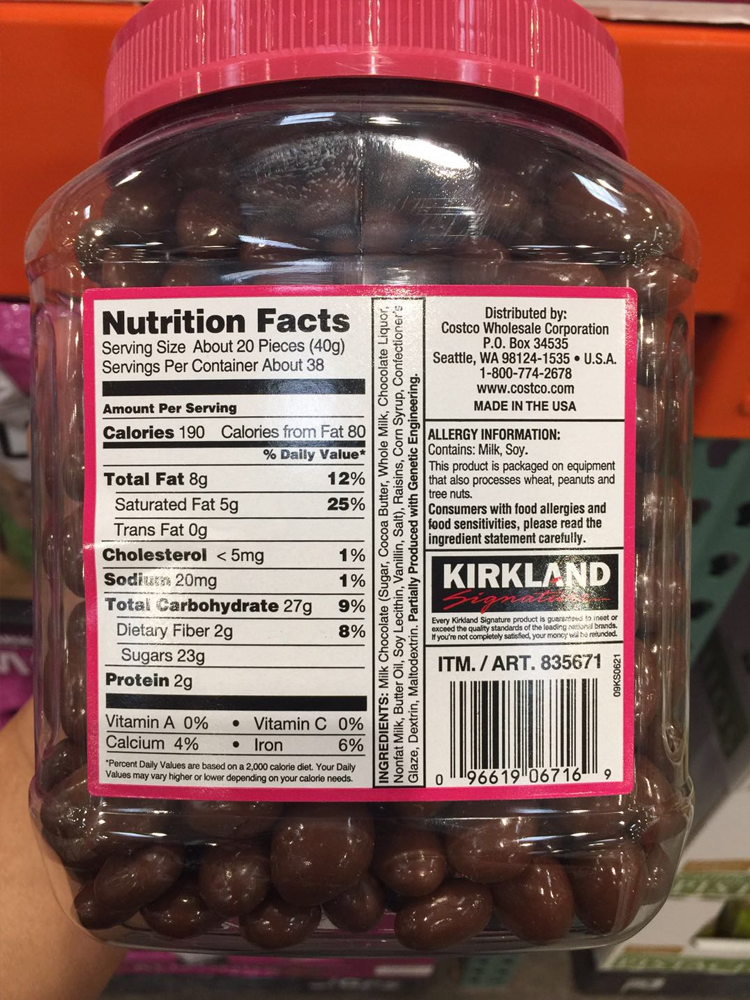 Nutrition Facts
Serving Size About 20 Pieces (40g)
Servings Per Container About 38
Amount Per Serving
Calories 190 Calories from Fat 80
% Daily Value*
Total Fat 8g 12%
Saturated Fat 5g 25%
Trans Fat 0g
Cholesterol < 5mg 1%
Sodium 20mg 1%
Total Carbohydrate 27g 9%
Dietary Fiber 2g 8%
Sugars 23g
Protein 2g
Vitamin A 0% • Vitamin C 0%
Calcium 4% • Iron 6%
*Percent Daily Values are based on a 2,000 calorie diet. Your Daily
Values may vary higher or lower depending on your calorie needs.
INGREDIENTS: Milk Chocolate (Sugar, Cocoa Butter, Whole Milk, Chocolate Liquor,
Nonfat Milk, Butter Oil, Soy Lecithin, Vanillin, Salt), Raisins, Corn Syrup, Confectioner's
Glaze, Dextrin, Maltodextrin. Partially Produced with Genetic Engineering.
Distributed by:
Costco Wholesale Corporation
P.O. Box 34535
Seattle, WA 98124-1535 • U.S.A.
1-800-774-2678
www.costco.com
MADE IN THE USA
ALLERGY INFORMATION:
Contains: Milk, Soy.
This product is packaged on equipment
that also processes wheat, peanuts and
tree nuts.
Consumers with food allergies and
food sensitivities, please read the
ingredient statement carefully.
KIRKLAND
Signature
Every Kirkland Signature product is guaranteed to meet or
exceed the quality standards of the leading national brands.
If you're not completely satisfied, your money will be refunded.
ITM. / ART. 835671
09KS0621
0 96619 06716 9